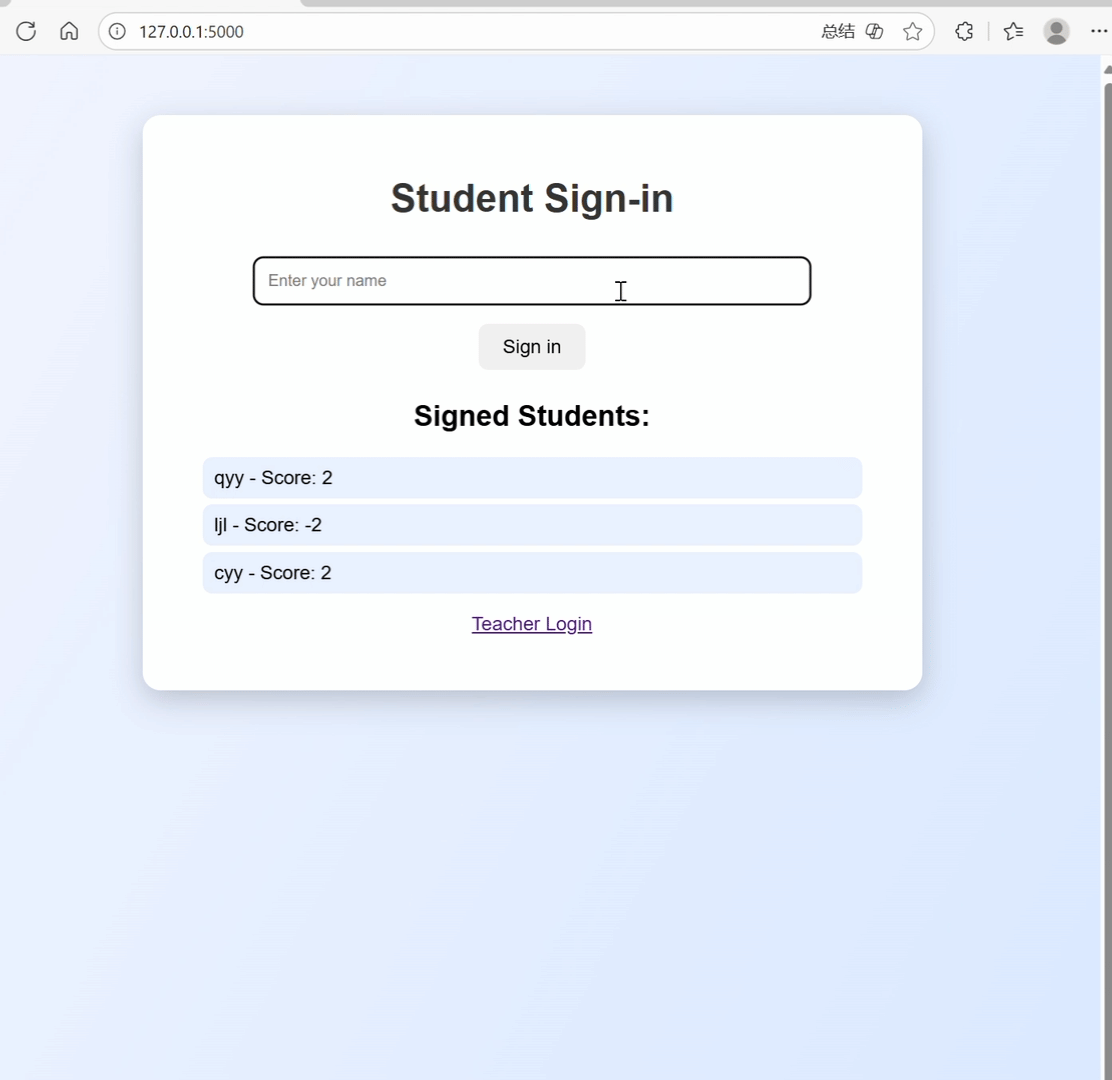 127.0.0.1:5000 总结
Student Sign-in
Enter your name
Sign in
Signed Students:
qyy - Score: 2
ljl - Score: -2
cyy - Score: 2
Teacher Login